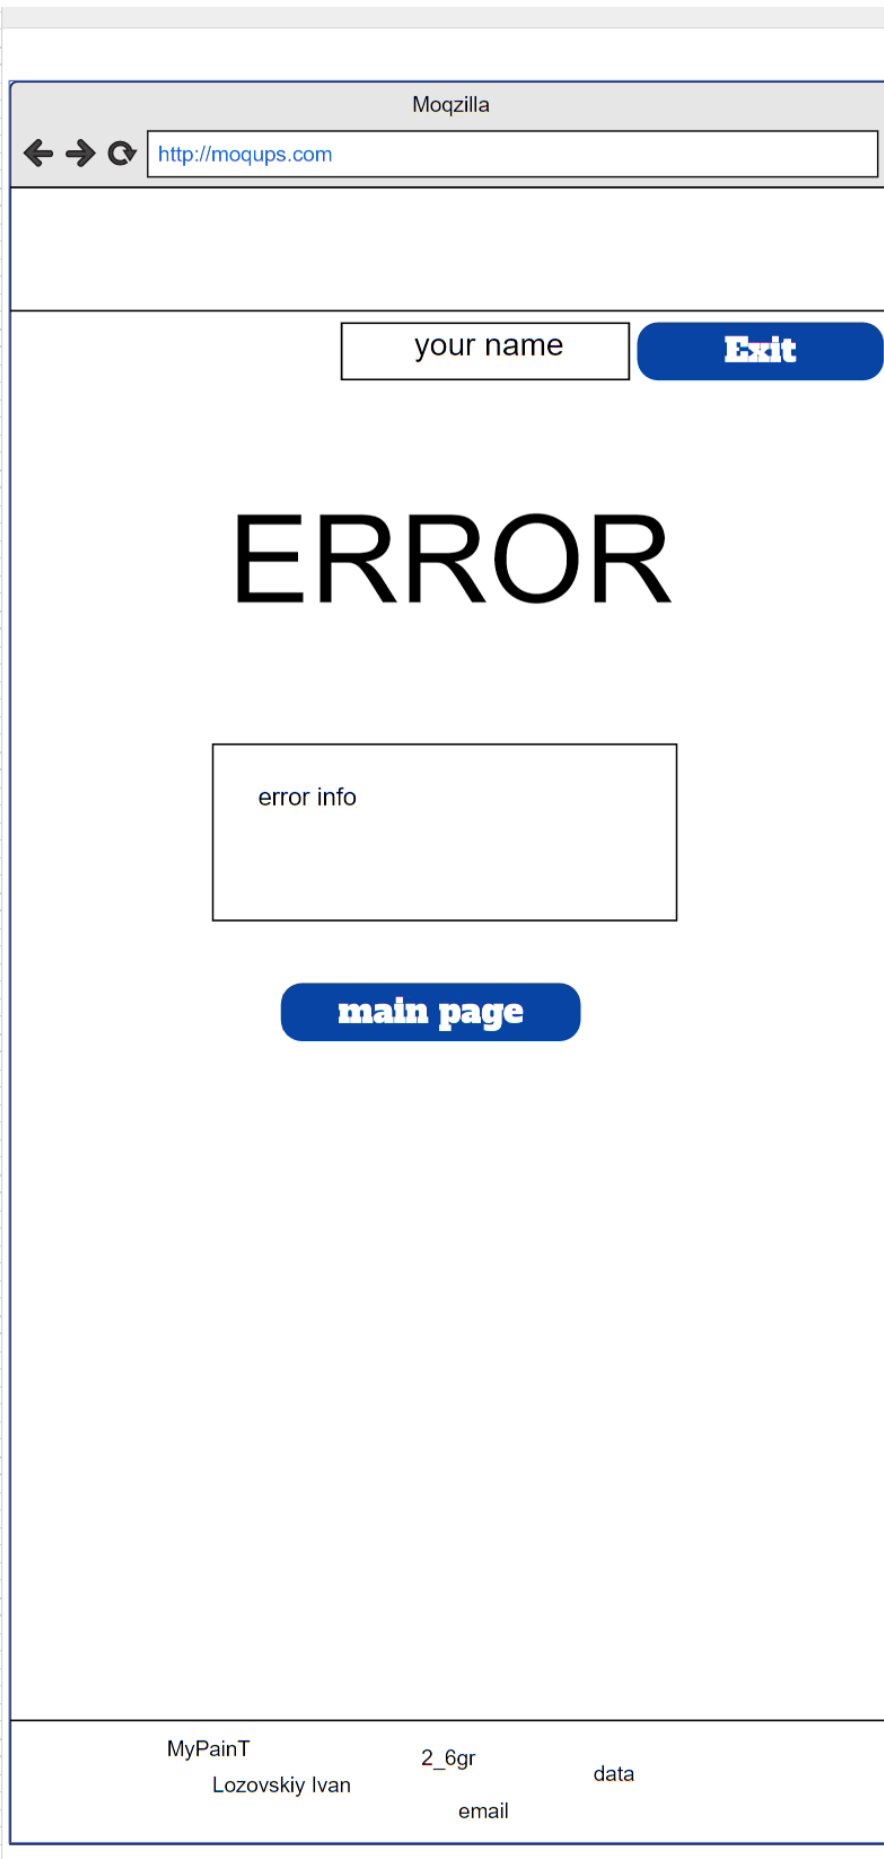 Moqzilla
http://moqups.com
your name
Exit
ERROR
error info
main page
MyPainT
2_6gr
data
Lozovskiy Ivan
email